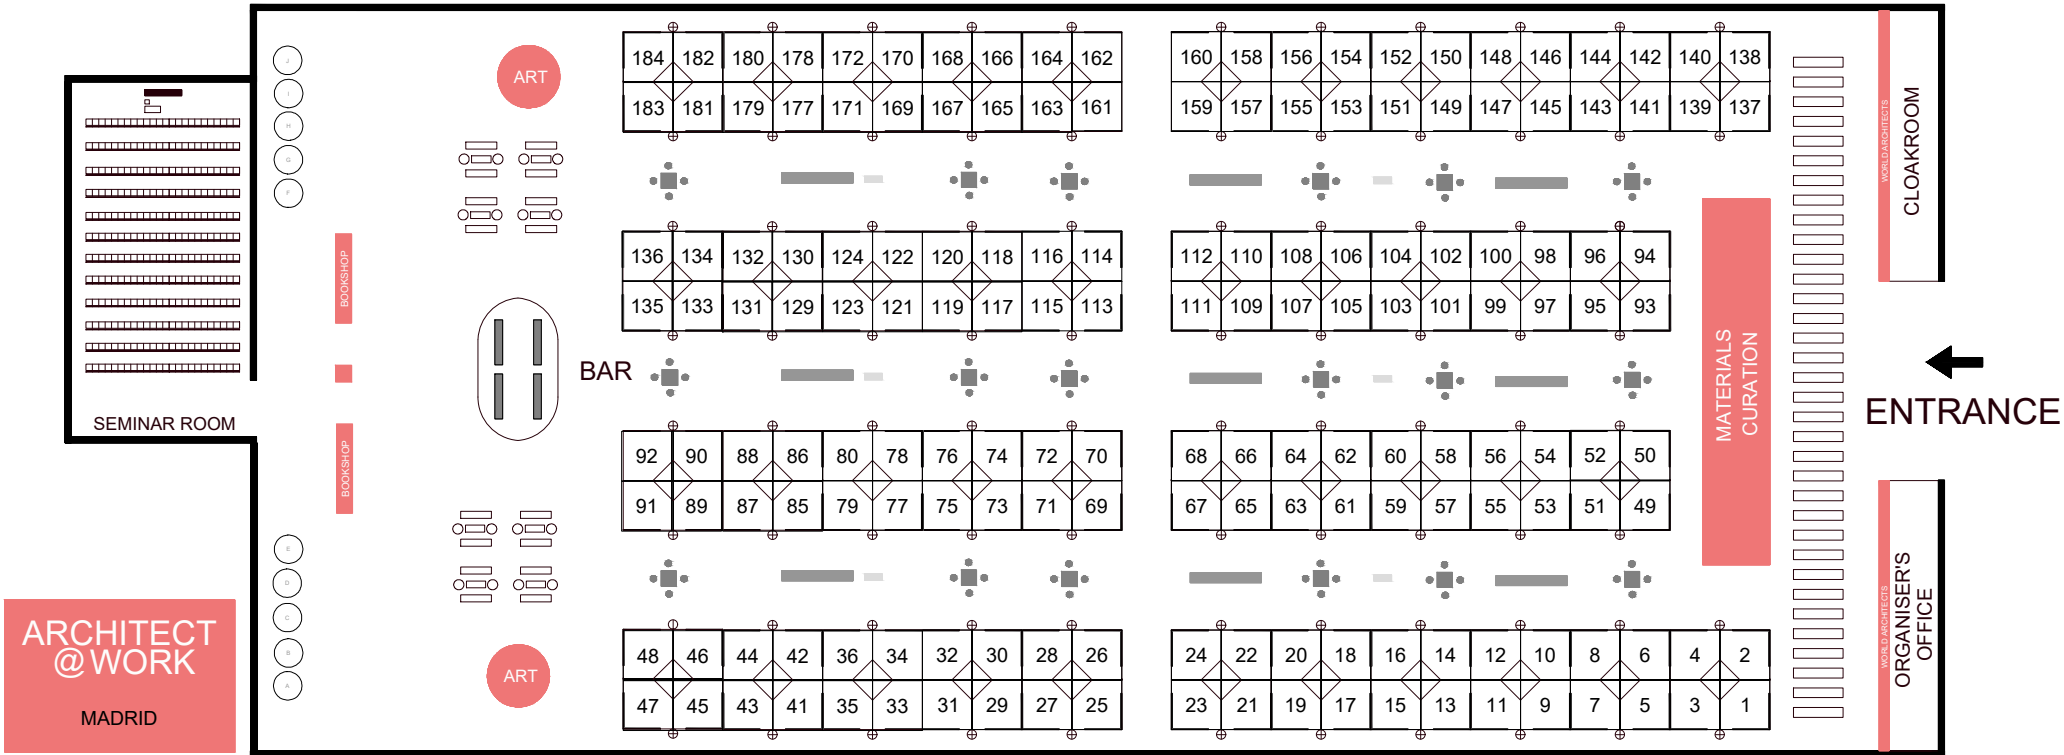 184 182 180 178 172 170 168 166 164 162 160 158 156 154 152 150 148 146 144 142 140 138
183 181 179 177 171 169 167 165 163 161 159 157 155 153 151 149 147 145 143 141 139 137
136 134 132 130 124 122 120 118 116 114 112 110 108 106 104 102 100 98 96 94
135 133 131 129 123 121 119 117 115 113 111 109 107 105 103 101 99 97 95 93
92 90 88 86 80 78 76 74 72 70 68 66 64 62 60 58 56 54 52 50
91 89 87 85 79 77 75 73 71 69 67 65 63 61 59 57 55 53 51 49
48 46 44 42 36 34 32 30 28 26 24 22 20 18 16 14 12 10 8 6 4 2
47 45 43 41 35 33 31 29 27 25 23 21 19 17 15 13 11 9 7 5 3 1
ART
ART
BAR
BOOKSHOP
BOOKSHOP
SEMINAR ROOM
J
I
H
G
F
E
D
C
B
A
MATERIALS
CURATION
WORLD ARCHITECTS
CLOAKROOM
ENTRANCE
WORLD ARCHITECTS
ORGANISER'S
OFFICE
ARCHITECT
@WORK
MADRID